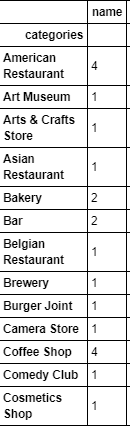 name
categories
American
Restaurant 4
Art Museum 1
Arts & Crafts
Store 1
Asian
Restaurant 1
Bakery 2
Bar 2
Belgian
Restaurant 1
Brewery 1
Burger Joint 1
Camera Store 1
Coffee Shop 4
Comedy Club 1
Cosmetics
Shop 1